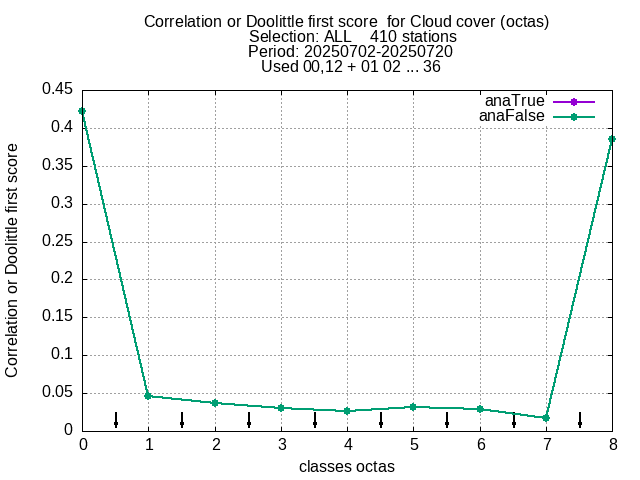 Correlation or Doolittle first score  for Cloud cover (octas)
Selection: ALL    410 stations
Period: 20250702-20250720
Used 00,12 + 01 02 ... 36
anaTrue
anaFalse
Correlation or Doolittle first score
0.45
0.4
0.35
0.3
0.25
0.2
0.15
0.1
0.05
0
0 1 2 3 4 5 6 7 8
classes octas